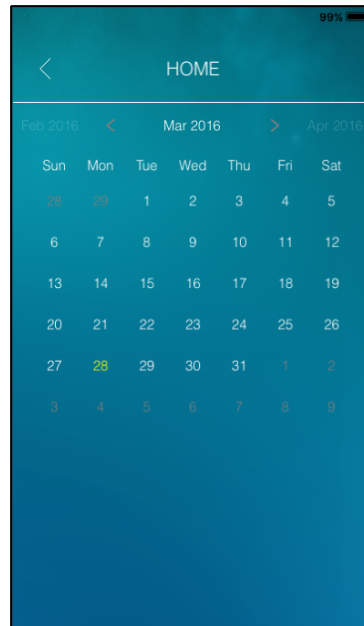 99%
HOME
Feb 2016 < Mar 2016 > Apr 2016
Sun Mon Tue Wed Thu Fri Sat
28 29 1 2 3 4 5
6 7 8 9 10 11 12
13 14 15 16 17 18 19
20 21 22 23 24 25 26
27 28 29 30 31 1 2
3 4 5 6 7 8 9